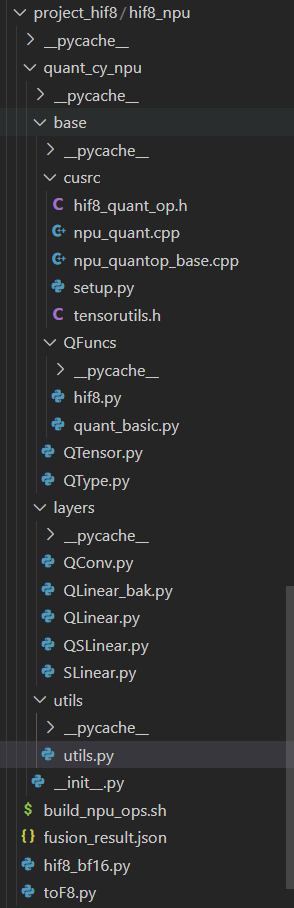 project_hif8 / hif8_npu
__pycache__
quant_cy_npu
__pycache__
base
__pycache__
cusrc
C hif8_quant_op.h
npu_quant.cpp
npu_quantop_base.cpp
setup.py
C tensorutils.h
QFuncs
__pycache__
hif8.py
quant_basic.py
QTensor.py
QType.py
layers
__pycache__
QConv.py
QLinear_bak.py
QLinear.py
QSLinear.py
SLinear.py
utils
__pycache__
utils.py
__init__.py
$ build_npu_ops.sh
{} fusion_result.json
hif8_bf16.py
toF8.py